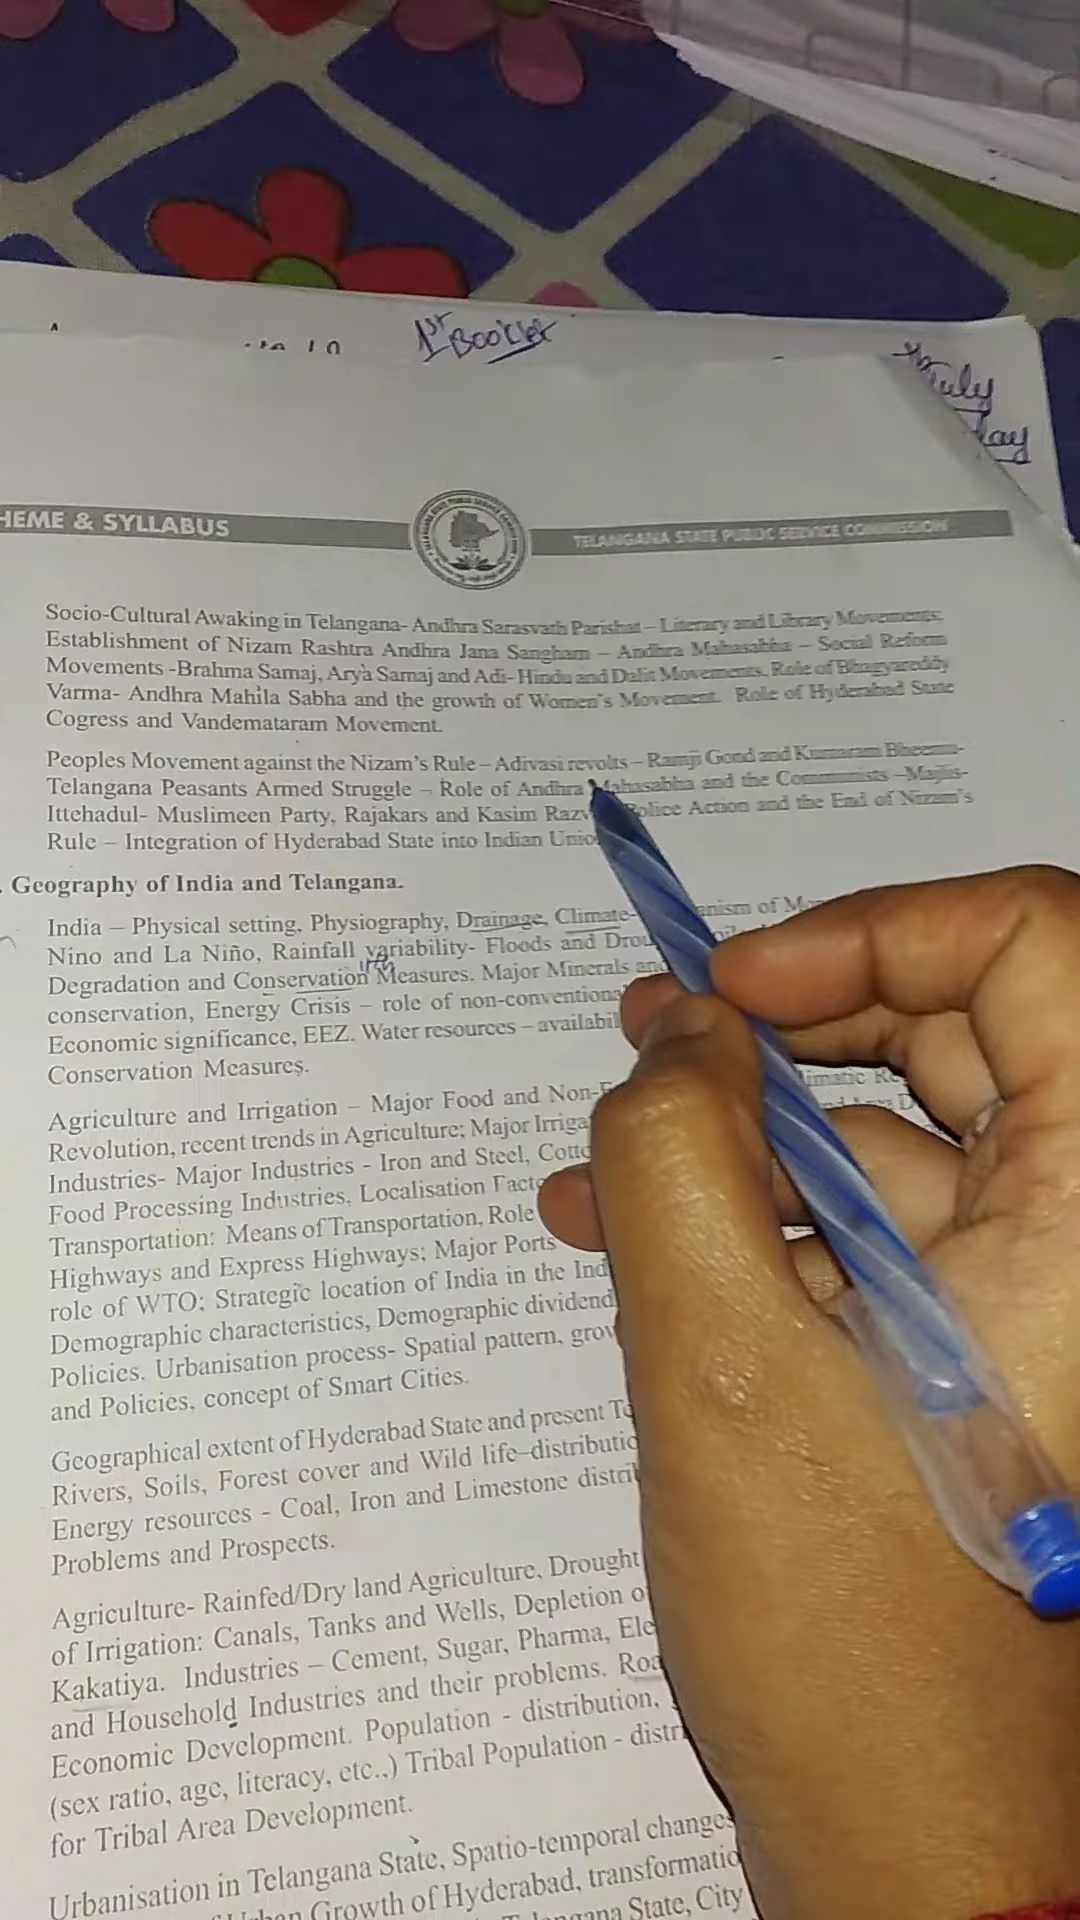 1st Booklet
July
HEME & SYLLABUS
TELANGANA STATE PUBLIC SERVICE COMMISSION
Socio-Cultural Awaking in Telangana- Andhra Sarasvath Parishat – Literary and Library Movements.
Establishment of Nizam Rashtra Andhra Jana Sangham – Andhra Mahasabha – Social Reform
Movements -Brahma Samaj, Arya Samaj and Adi- Hindu and Dalit Movements. Role of Bhagyareddy
Varma- Andhra Mahila Sabha and the growth of Women's Movement. Role of Hyderabad State
Cogress and Vandemataram Movement.
Peoples Movement against the Nizam's Rule – Adivasi revolts – Ramji Gond and Kumaram Bheemu-
Telangana Peasants Armed Struggle – Role of Andhra Mahasabha and the Communists –Majlis-
Ittehadul- Muslimeen Party, Rajakars and Kasim Razv Police Action and the End of Nizam's
Rule – Integration of Hyderabad State into Indian Unio
. Geography of India and Telangana.
India – Physical setting, Physiography, Drainage, Climate- anism of
Nino and La Niño, Rainfall variability- Floods and Drou
Degradation and Conservation Measures. Major Minerals and
conservation, Energy Crisis – role of non-conventiona
Economic significance, EEZ. Water resources – availabil
Conservation Measures.
Agriculture and Irrigation – Major Food and Non-F limatic Re
Revolution, recent trends in Agriculture; Major Irriga
Industries- Major Industries - Iron and Steel, Cotto
Food Processing Industries, Localisation Facto
Transportation: Means of Transportation, Role
Highways and Express Highways; Major Ports
role of WTO; Strategic location of India in the Ind
Demographic characteristics, Demographic dividend
Policies. Urbanisation process- Spatial pattern, grow
and Policies, concept of Smart Cities.
Geographical extent of Hyderabad State and present Te
Rivers, Soils, Forest cover and Wild life–distributio
Energy resources - Coal, Iron and Limestone distri
Problems and Prospects.
Agriculture- Rainfed/Dry land Agriculture, Drought
of Irrigation: Canals, Tanks and Wells, Depletion o
Kakatiya. Industries – Cement, Sugar, Pharma, Ele
and Household Industries and their problems. Roa
Economic Development. Population - distribution,
(sex ratio, age, literacy, etc.,) Tribal Population - distr
for Tribal Area Development.
Urbanisation in Telangana State, Spatio-temporal changes
Growth of Hyderabad, transformatio
State, City